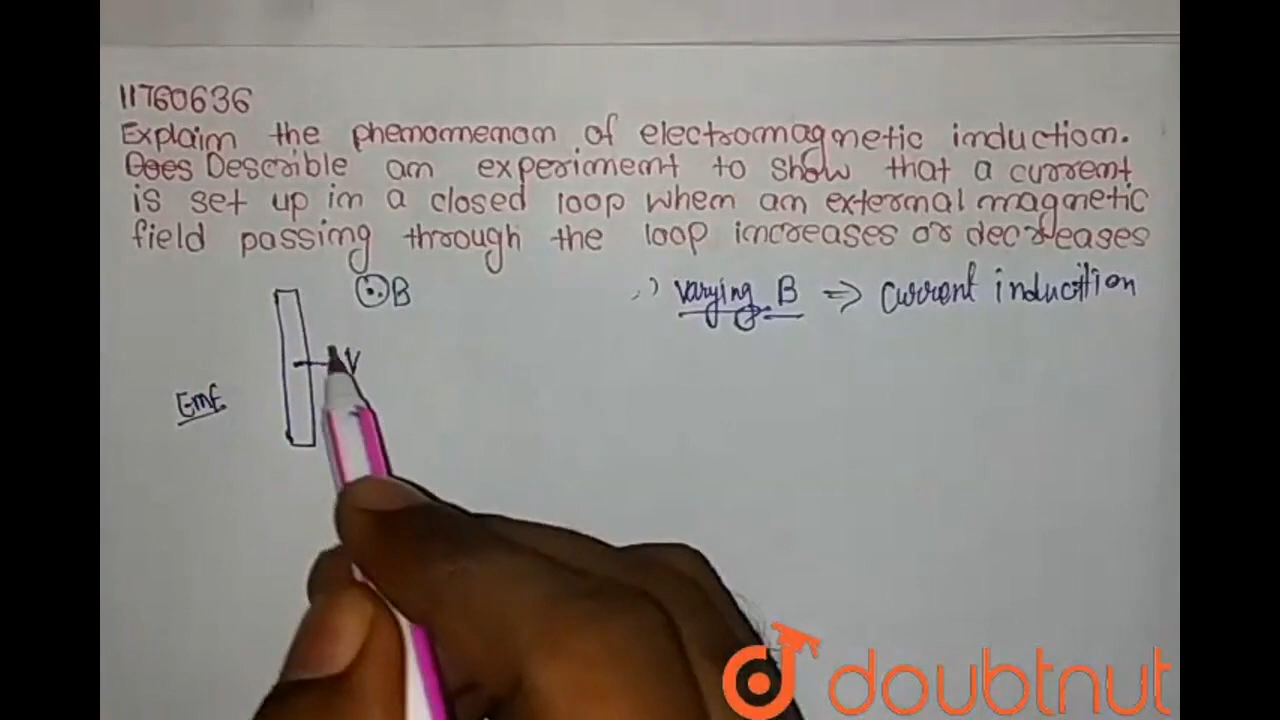 11760636
Explain the phenomenon of electromagnetic induction.
Does Describle an experiment to show that a current
is set up in a closed loop when an external magnetic
field passing through the loop increases or decreases
B
varying B ⇒ current induction
V
Emf
doubtnut